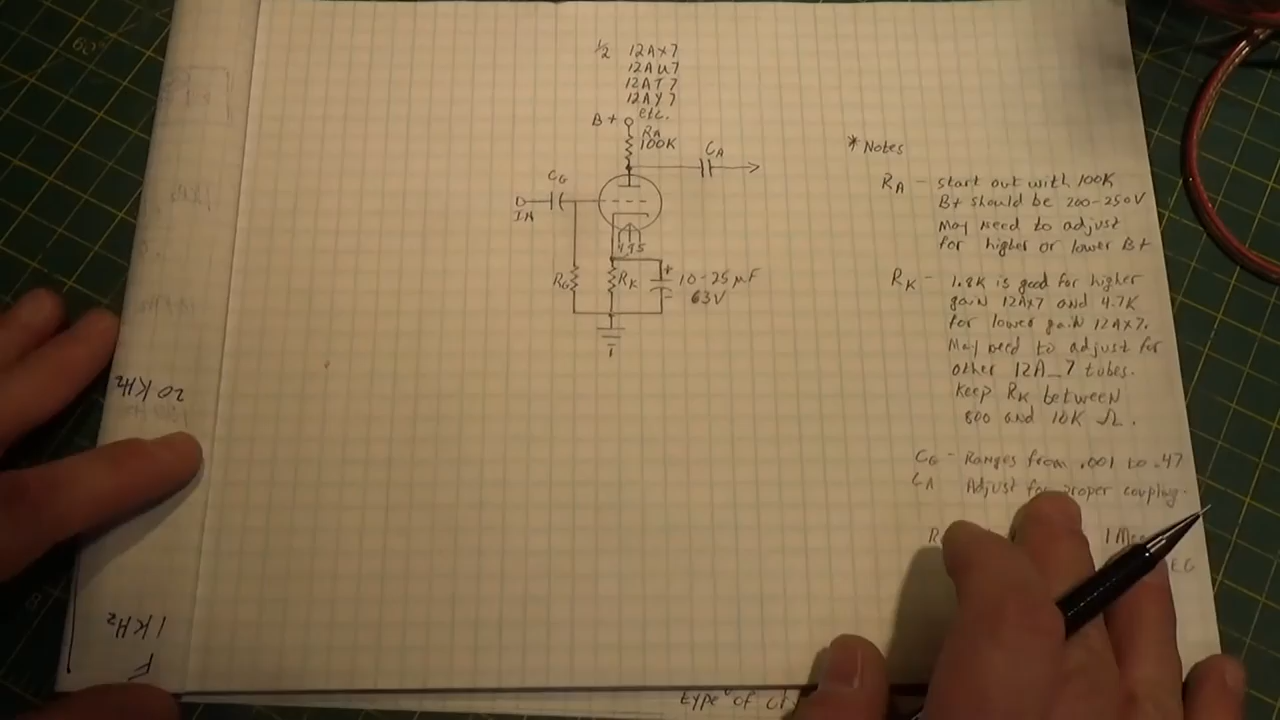 ½ 12AX7
12AU7
12AT7
12AY7
etc.
B+
RA
100K
CA
CG
IN
4,5
RG
RK
+
10-25 µF
63V
-
* Notes
RA - start out with 100K
B+ should be 200-250V
May need to adjust
for higher or lower B+
RK - 1.8K is good for higher
gain 12AX7 and 4.7K
for lower gain 12AX7.
May need to adjust for
other 12A_7 tubes.
Keep RK between
800 and 10K Ω.
CG - Ranges from .001 to .47
CA Adjust for proper coupling.
1 Meg
20 KHz
1 KHz
F
type of